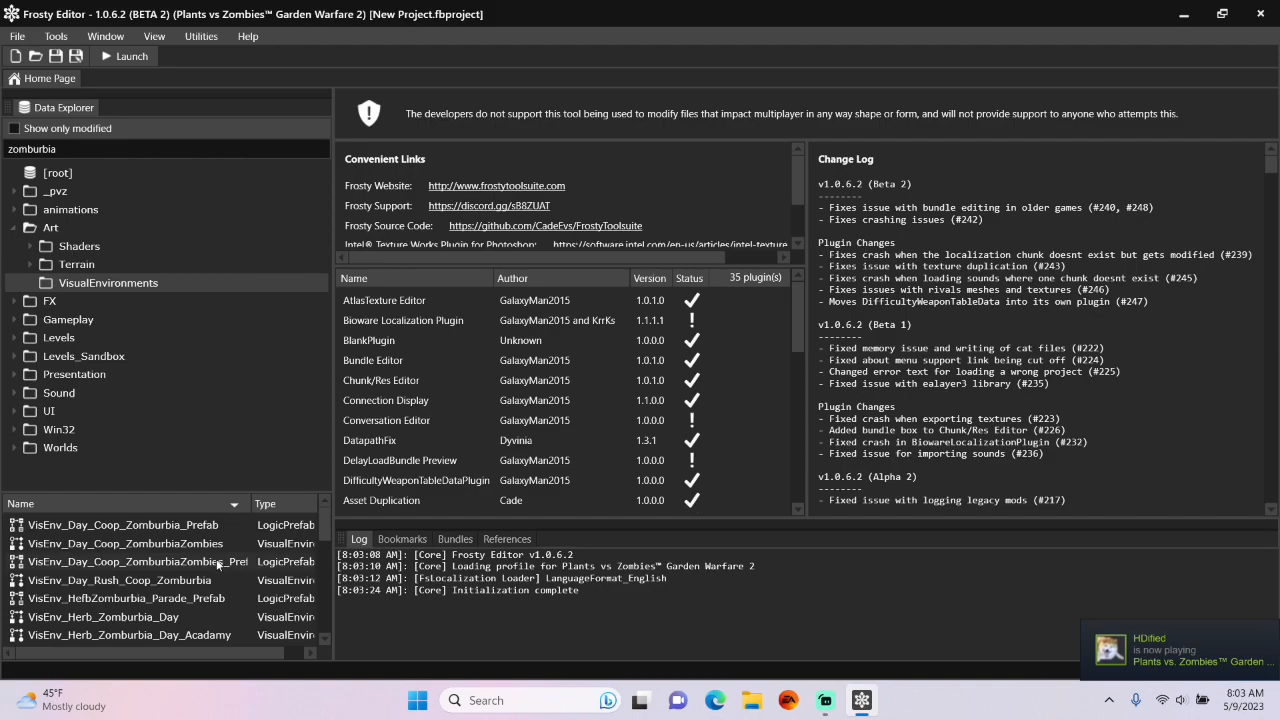 Frosty Editor - 1.0.6.2 (BETA 2) (Plants vs Zombies™ Garden Warfare 2) [New Project.fbproject]
File Tools Window View Utilities Help
Launch
Home Page
Data Explorer
Show only modified
zomburbia
[root]
_pvz
animations
Art
Shaders
Terrain
VisualEnvironments
FX
Gameplay
Levels
Levels_Sandbox
Presentation
Sound
UI
Win32
Worlds
Name Type
VisEnv_Day_Coop_Zomburbia_Prefab LogicPrefab
VisEnv_Day_Coop_ZomburbiaZombies VisualEnvir
VisEnv_Day_Coop_ZomburbiaZombies_Pref LogicPrefab
VisEnv_Day_Rush_Coop_Zomburbia VisualEnvir
VisEnv_HefbZomburbia_Parade_Prefab LogicPrefab
VisEnv_Herb_Zomburbia_Day VisualEnvir
VisEnv_Herb_Zomburbia_Day_Acadamy VisualEnvir
The developers do not support this tool being used to modify files that impact multiplayer in any way shape or form, and will not provide support to anyone who attempts this.
Convenient Links
Frosty Website: http://www.frostytoolsuite.com
Frosty Support: https://discord.gg/sB8ZUAT
Frosty Source Code: https://github.com/CadeEvs/FrostyToolsuite
Intel® Texture Works Plugin for Photoshop: https://software.intel.com/en-us/articles/intel-texture
Name Author Version Status 35 plugin(s)
AtlasTexture Editor GalaxyMan2015 1.0.1.0
Bioware Localization Plugin GalaxyMan2015 and KrrKs 1.1.1.1 !
BlankPlugin Unknown 1.0.0.0
Bundle Editor GalaxyMan2015 1.0.1.0
Chunk/Res Editor GalaxyMan2015 1.0.1.0
Connection Display GalaxyMan2015 1.1.0.0
Conversation Editor GalaxyMan2015 1.0.0.0 !
DatapathFix Dyvinia 1.3.1
DelayLoadBundle Preview GalaxyMan2015 1.0.0.0 !
DifficultyWeaponTableDataPlugin GalaxyMan2015 1.0.0.0
Asset Duplication Cade 1.0.0.0
Change Log
v1.0.6.2 (Beta 2)
--------
- Fixes issue with bundle editing in older games (#240, #248)
- Fixes crashing issues (#242)
Plugin Changes
- Fixes crash when the localization chunk doesnt exist but gets modified (#239)
- Fixes issue with texture duplication (#243)
- Fixes crash when loading sounds where one chunk doesnt exist (#245)
- Fixes issues with rivals meshes and textures (#246)
- Moves DifficultyWeaponTableData into its own plugin (#247)
v1.0.6.2 (Beta 1)
--------
- Fixed memory issue and writing of cat files (#222)
- Fixed about menu support link being cut off (#224)
- Changed error text for loading a wrong project (#225)
- Fixed issue with ealayer3 library (#235)
Plugin Changes
- Fixed crash when exporting textures (#223)
- Added bundle box to Chunk/Res Editor (#226)
- Fixed crash in BiowareLocalizationPlugin (#232)
- Fixed issue for importing sounds (#236)
v1.0.6.2 (Alpha 2)
--------
- Fixed issue with logging legacy mods (#217)
Log Bookmarks Bundles References
[8:03:08 AM]: [Core] Frosty Editor v1.0.6.2
[8:03:10 AM]: [Core] Loading profile for Plants vs Zombies™ Garden Warfare 2
[8:03:12 AM]: [FsLocalization Loader] LanguageFormat_English
[8:03:24 AM]: [Core] Initialization complete
HDified
is now playing
Plants vs. Zombies™ Garden ...
45°F
Mostly cloudy
Search
8:03 AM
5/9/2023